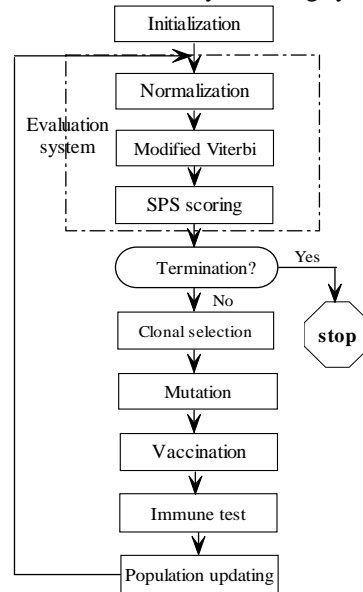 Initialization
Normalization
Evaluation
system
Modified Viterbi
SPS scoring
Termination?
Yes
No
stop
Clonal selection
Mutation
Vaccination
Immune test
Population updating